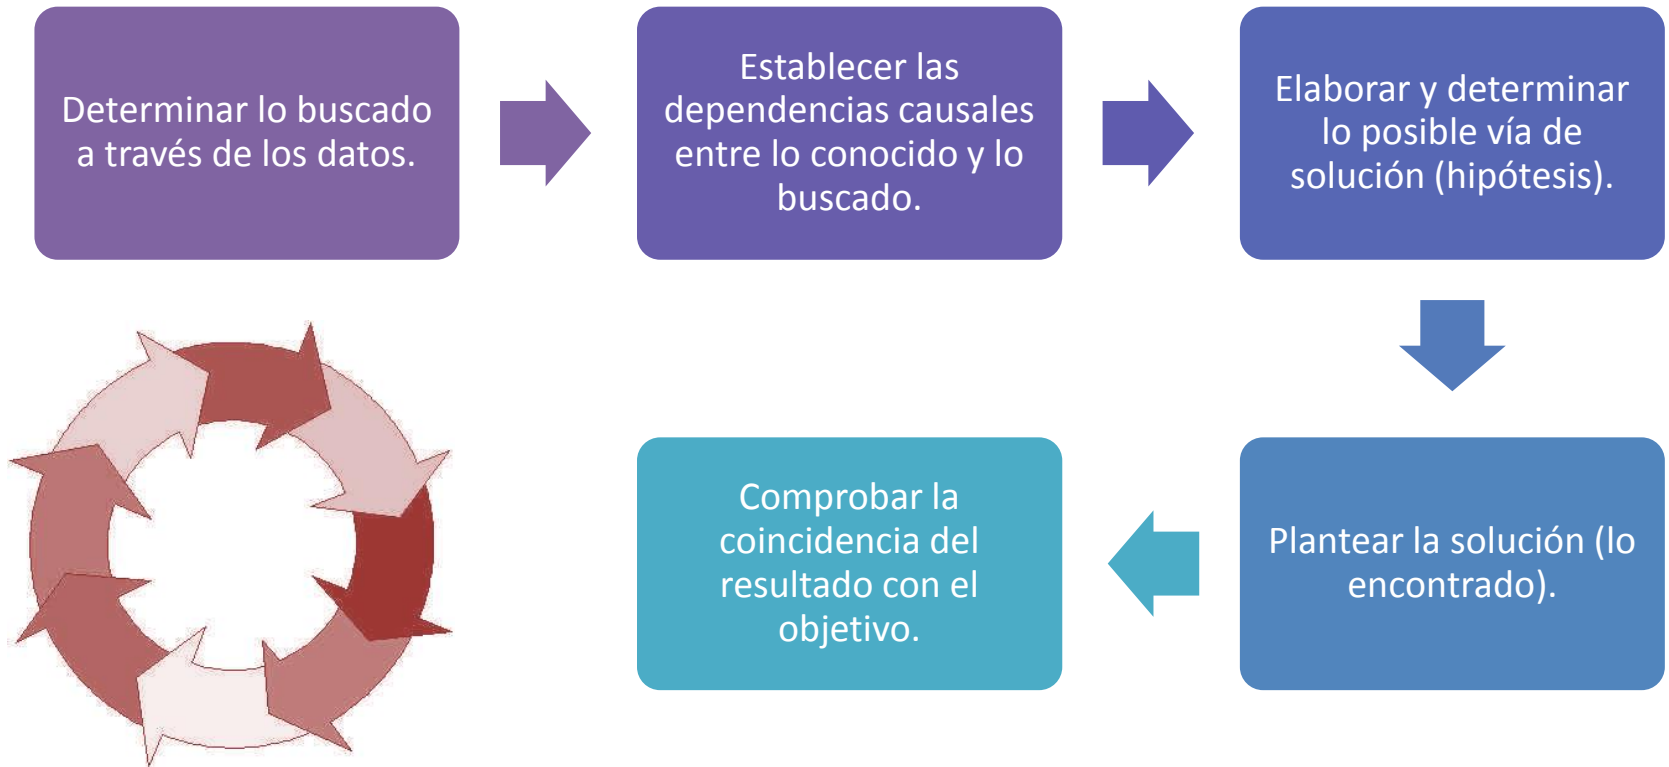 Determinar lo buscado
a través de los datos.
Establecer las
dependencias causales
entre lo conocido y lo
buscado.
Elaborar y determinar
lo posible vía de
solución (hipótesis).
Plantear la solución (lo
encontrado).
Comprobar la
coincidencia del
resultado con el
objetivo.